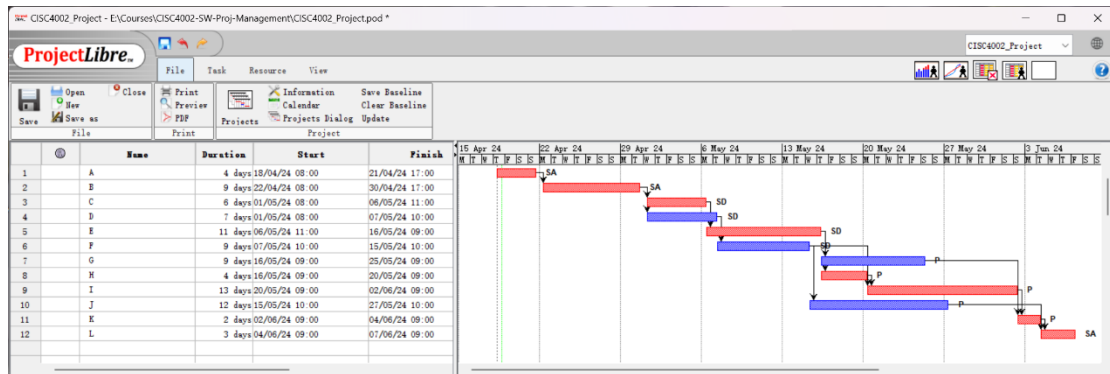 CISC4002_Project - E:\Courses\CISC4002-SW-Proj-Management\CISC4002_Project.pod *
ProjectLibre
CISC4002_Project
File Task Resource View
Open Close Print Information Save Baseline
New Preview Calendar Clear Baseline
Save Save as PDF Projects Projects Dialog Update
File Print Project
Name Duration Start Finish
15 Apr 24 22 Apr 24 29 Apr 24 6 May 24 13 May 24 20 May 24 27 May 24 3 Jun 24
M T W T F S S M T W T F S S M T W T F S S M T W T F S S M T W T F S S M T W T F S S M T W T F S S M T W T F S S
1 A 4 days 18/04/24 08:00 21/04/24 17:00 SA
2 B 9 days 22/04/24 08:00 30/04/24 17:00 SA
3 C 6 days 01/05/24 08:00 06/05/24 11:00 SD
4 D 7 days 01/05/24 08:00 07/05/24 10:00 SD
5 E 11 days 06/05/24 11:00 16/05/24 09:00 SD
6 F 9 days 07/05/24 10:00 15/05/24 10:00 SD
7 G 9 days 16/05/24 09:00 25/05/24 09:00 P
8 H 4 days 16/05/24 09:00 20/05/24 09:00 P
9 I 13 days 20/05/24 09:00 02/06/24 09:00 P
10 J 12 days 15/05/24 10:00 27/05/24 10:00 P
11 K 2 days 02/06/24 09:00 04/06/24 09:00 P
12 L 3 days 04/06/24 09:00 07/06/24 09:00 SA